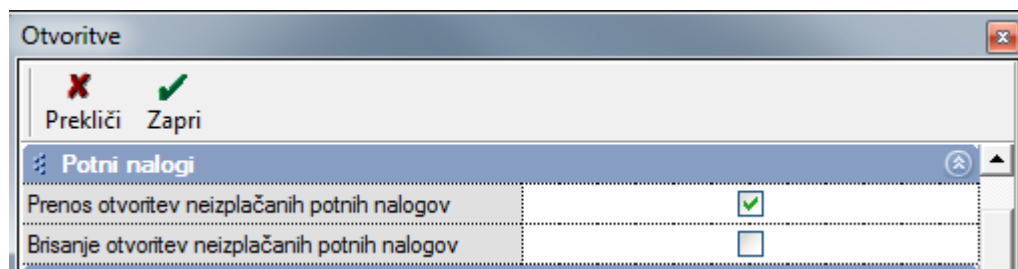 Otvoritve
Prekliči Zapri
Potni nalogi
Prenos otvoritev neizplačanih potnih nalogov
Brisanje otvoritev neizplačanih potnih nalogov